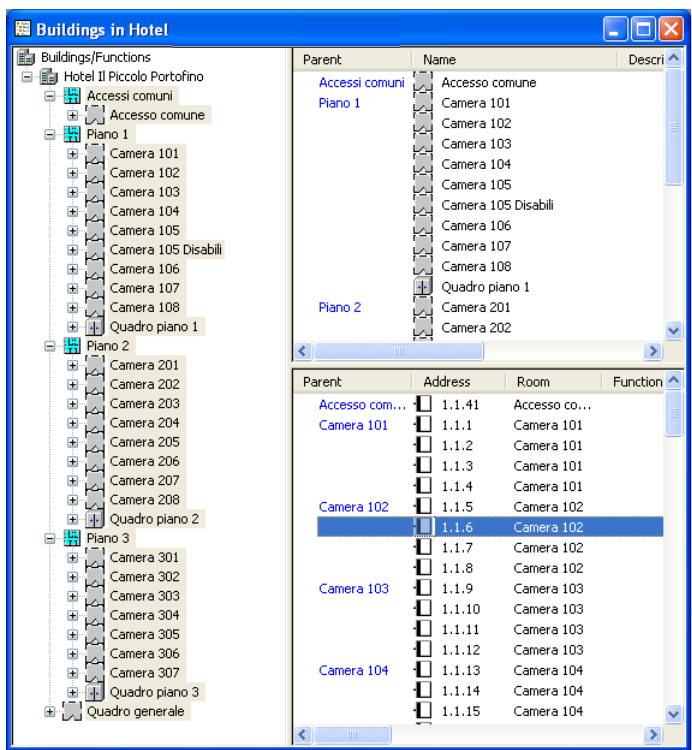 Buildings in Hotel
Buildings/Functions
Hotel Il Piccolo Portofino
Accessi comuni
Accesso comune
Piano 1
Camera 101
Camera 102
Camera 103
Camera 104
Camera 105
Camera 105 Disabili
Camera 106
Camera 107
Camera 108
Quadro piano 1
Piano 2
Camera 201
Camera 202
Camera 203
Camera 204
Camera 205
Camera 206
Camera 207
Camera 208
Quadro piano 2
Piano 3
Camera 301
Camera 302
Camera 303
Camera 304
Camera 305
Camera 306
Camera 307
Quadro piano 3
Quadro generale
Parent Name Descri
Accessi comuni Accesso comune
Piano 1 Camera 101
Camera 102
Camera 103
Camera 104
Camera 105
Camera 105 Disabili
Camera 106
Camera 107
Camera 108
Quadro piano 1
Piano 2 Camera 201
Camera 202
Parent Address Room Function
Accesso com... 1.1.41 Accesso co...
Camera 101 1.1.1 Camera 101
1.1.2 Camera 101
1.1.3 Camera 101
1.1.4 Camera 101
Camera 102 1.1.5 Camera 102
1.1.6 Camera 102
1.1.7 Camera 102
1.1.8 Camera 102
Camera 103 1.1.9 Camera 103
1.1.10 Camera 103
1.1.11 Camera 103
1.1.12 Camera 103
Camera 104 1.1.13 Camera 104
1.1.14 Camera 104
1.1.15 Camera 104